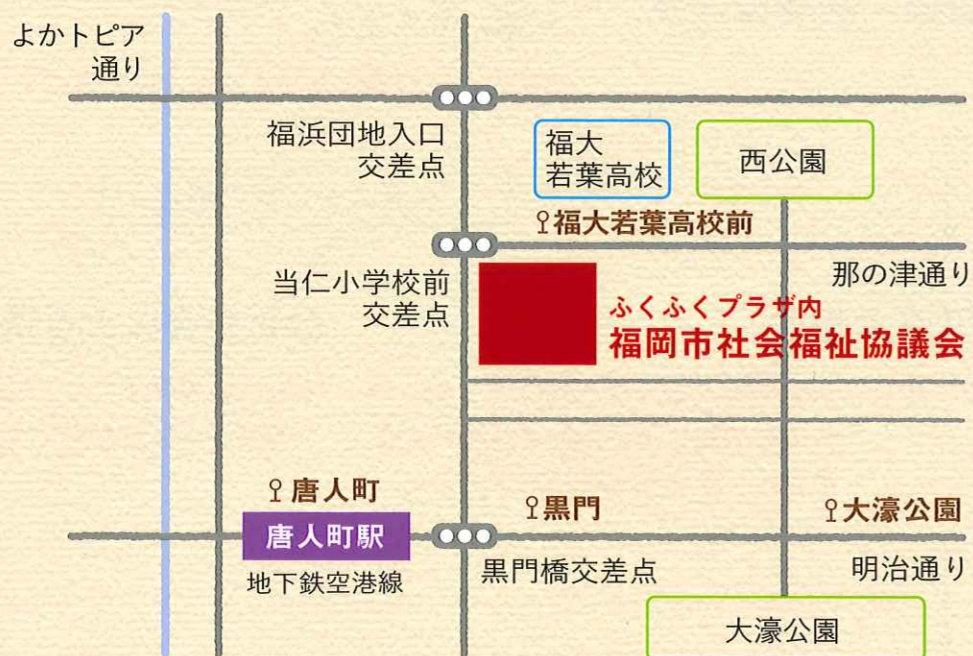 よかトピア
通り
福浜団地入口
交差点
福大
若葉高校
西公園
福大若葉高校前
那の津通り
当仁小学校前
交差点
ふくふくプラザ内
福岡市社会福祉協議会
唐人町
唐人町駅
地下鉄空港線
黒門
黒門橋交差点
大濠公園
明治通り
大濠公園